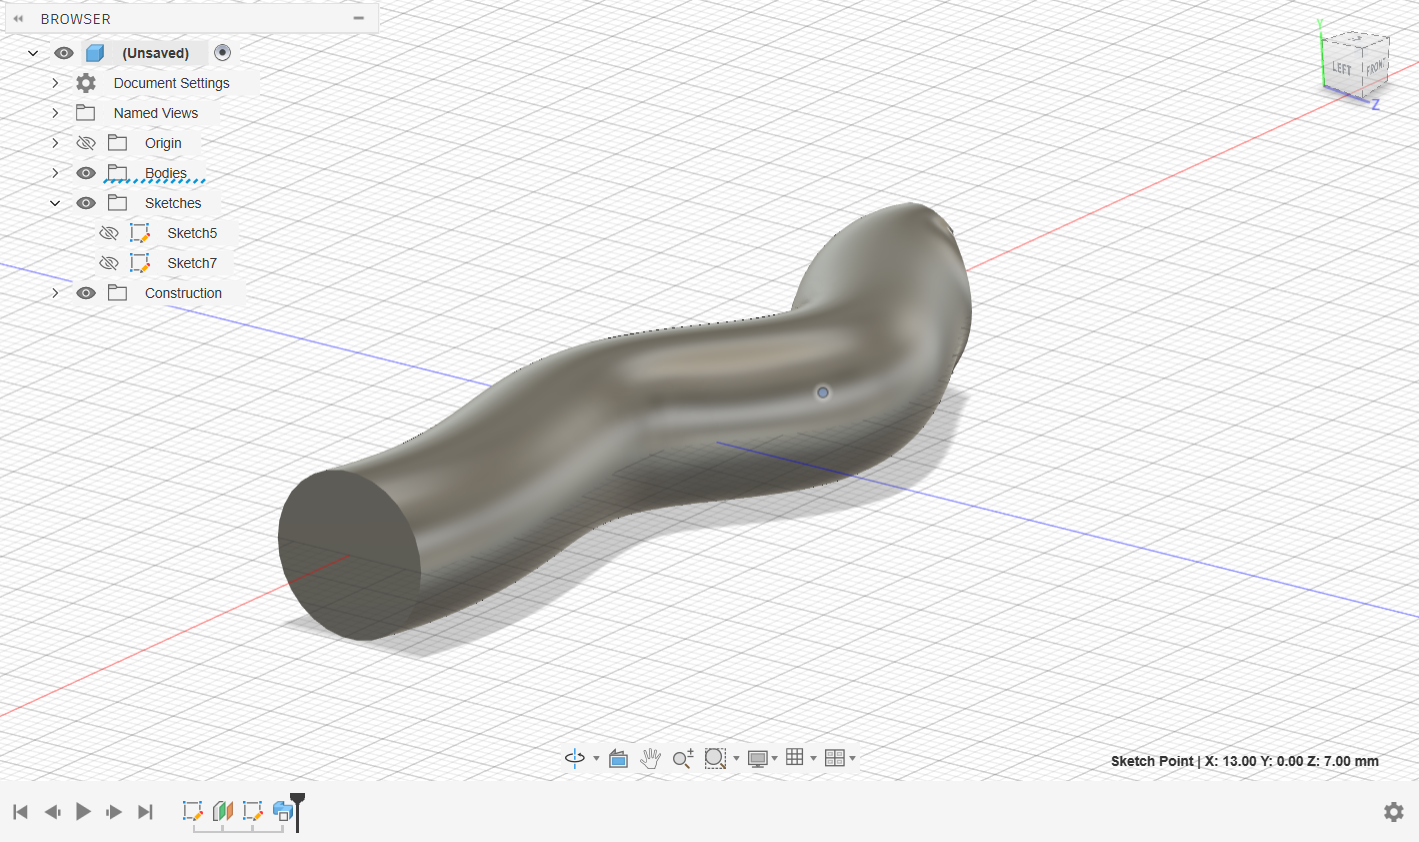 BROWSER
(Unsaved)
Document Settings
Named Views
Origin
Bodies
Sketches
Sketch5
Sketch7
Construction
Y
LEFT
FRONT
Z
Sketch Point | X: 13.00 Y: 0.00 Z: 7.00 mm